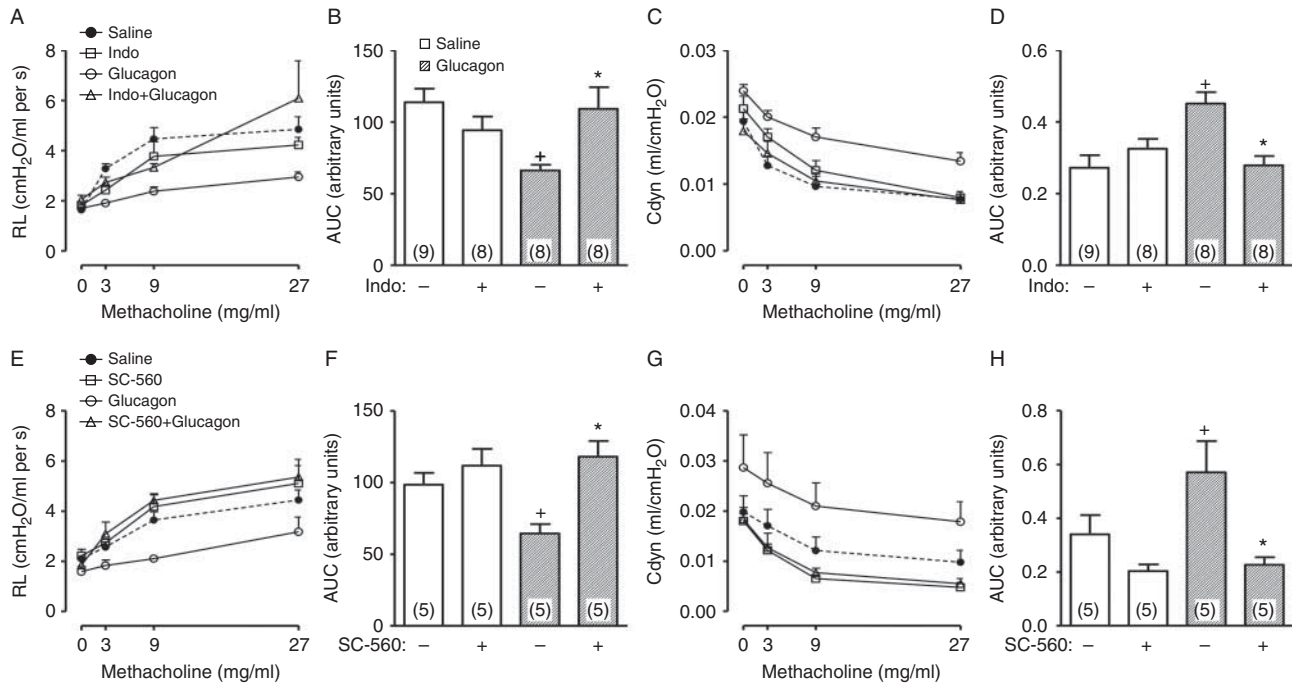 A
Saline
Indo
Glucagon
Indo+Glucagon
RL (cmH2O/ml per s)
8
6
4
2
0
0 3 9 27
Methacholine (mg/ml)
B
Saline
Glucagon
AUC (arbitrary units)
150
100
50
0
+
*
(9) (8) (8) (8)
Indo: – + – +
C
Cdyn (ml/cmH2O)
0.03
0.02
0.01
0.00
0 3 9 27
Methacholine (mg/ml)
D
AUC (arbitrary units)
0.6
0.4
0.2
0.0
+
*
(9) (8) (8) (8)
Indo: – + – +
E
Saline
SC-560
Glucagon
SC-560+Glucagon
RL (cmH2O/ml per s)
8
6
4
2
0
0 3 9 27
Methacholine (mg/ml)
F
AUC (arbitrary units)
150
100
50
0
+
*
(5) (5) (5) (5)
SC-560: – + – +
G
Cdyn (ml/cmH2O)
0.04
0.03
0.02
0.01
0.00
0 3 9 27
Methacholine (mg/ml)
H
AUC (arbitrary units)
0.8
0.6
0.4
0.2
0.0
+
*
(5) (5) (5) (5)
SC-560: – + – +